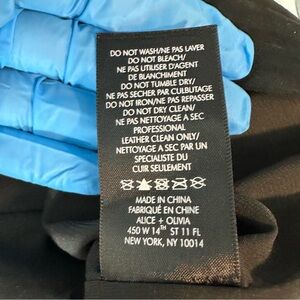 DO NOT WASH/NE PAS LAVER
DO NOT BLEACH/
NE PAS UTILISER D'AGENT
DE BLANCHIMENT
DO NOT TUMBLE DRY/
NE PAS SECHER PAR CULBUTAGE
DO NOT IRON/NE PAS REPASSER
DO NOT DRY CLEAN/
NE PAS NETTOYER A SEC
PROFESSIONAL
LEATHER CLEAN ONLY/
NETTOYAGE A SEC PAR UN
SPECIALISTE DU
CUIR SEULEMENT
MADE IN CHINA
FABRIQUÉ EN CHINE
ALICE + OLIVIA
450 W 14TH ST 11 FL
NEW YORK, NY 10014